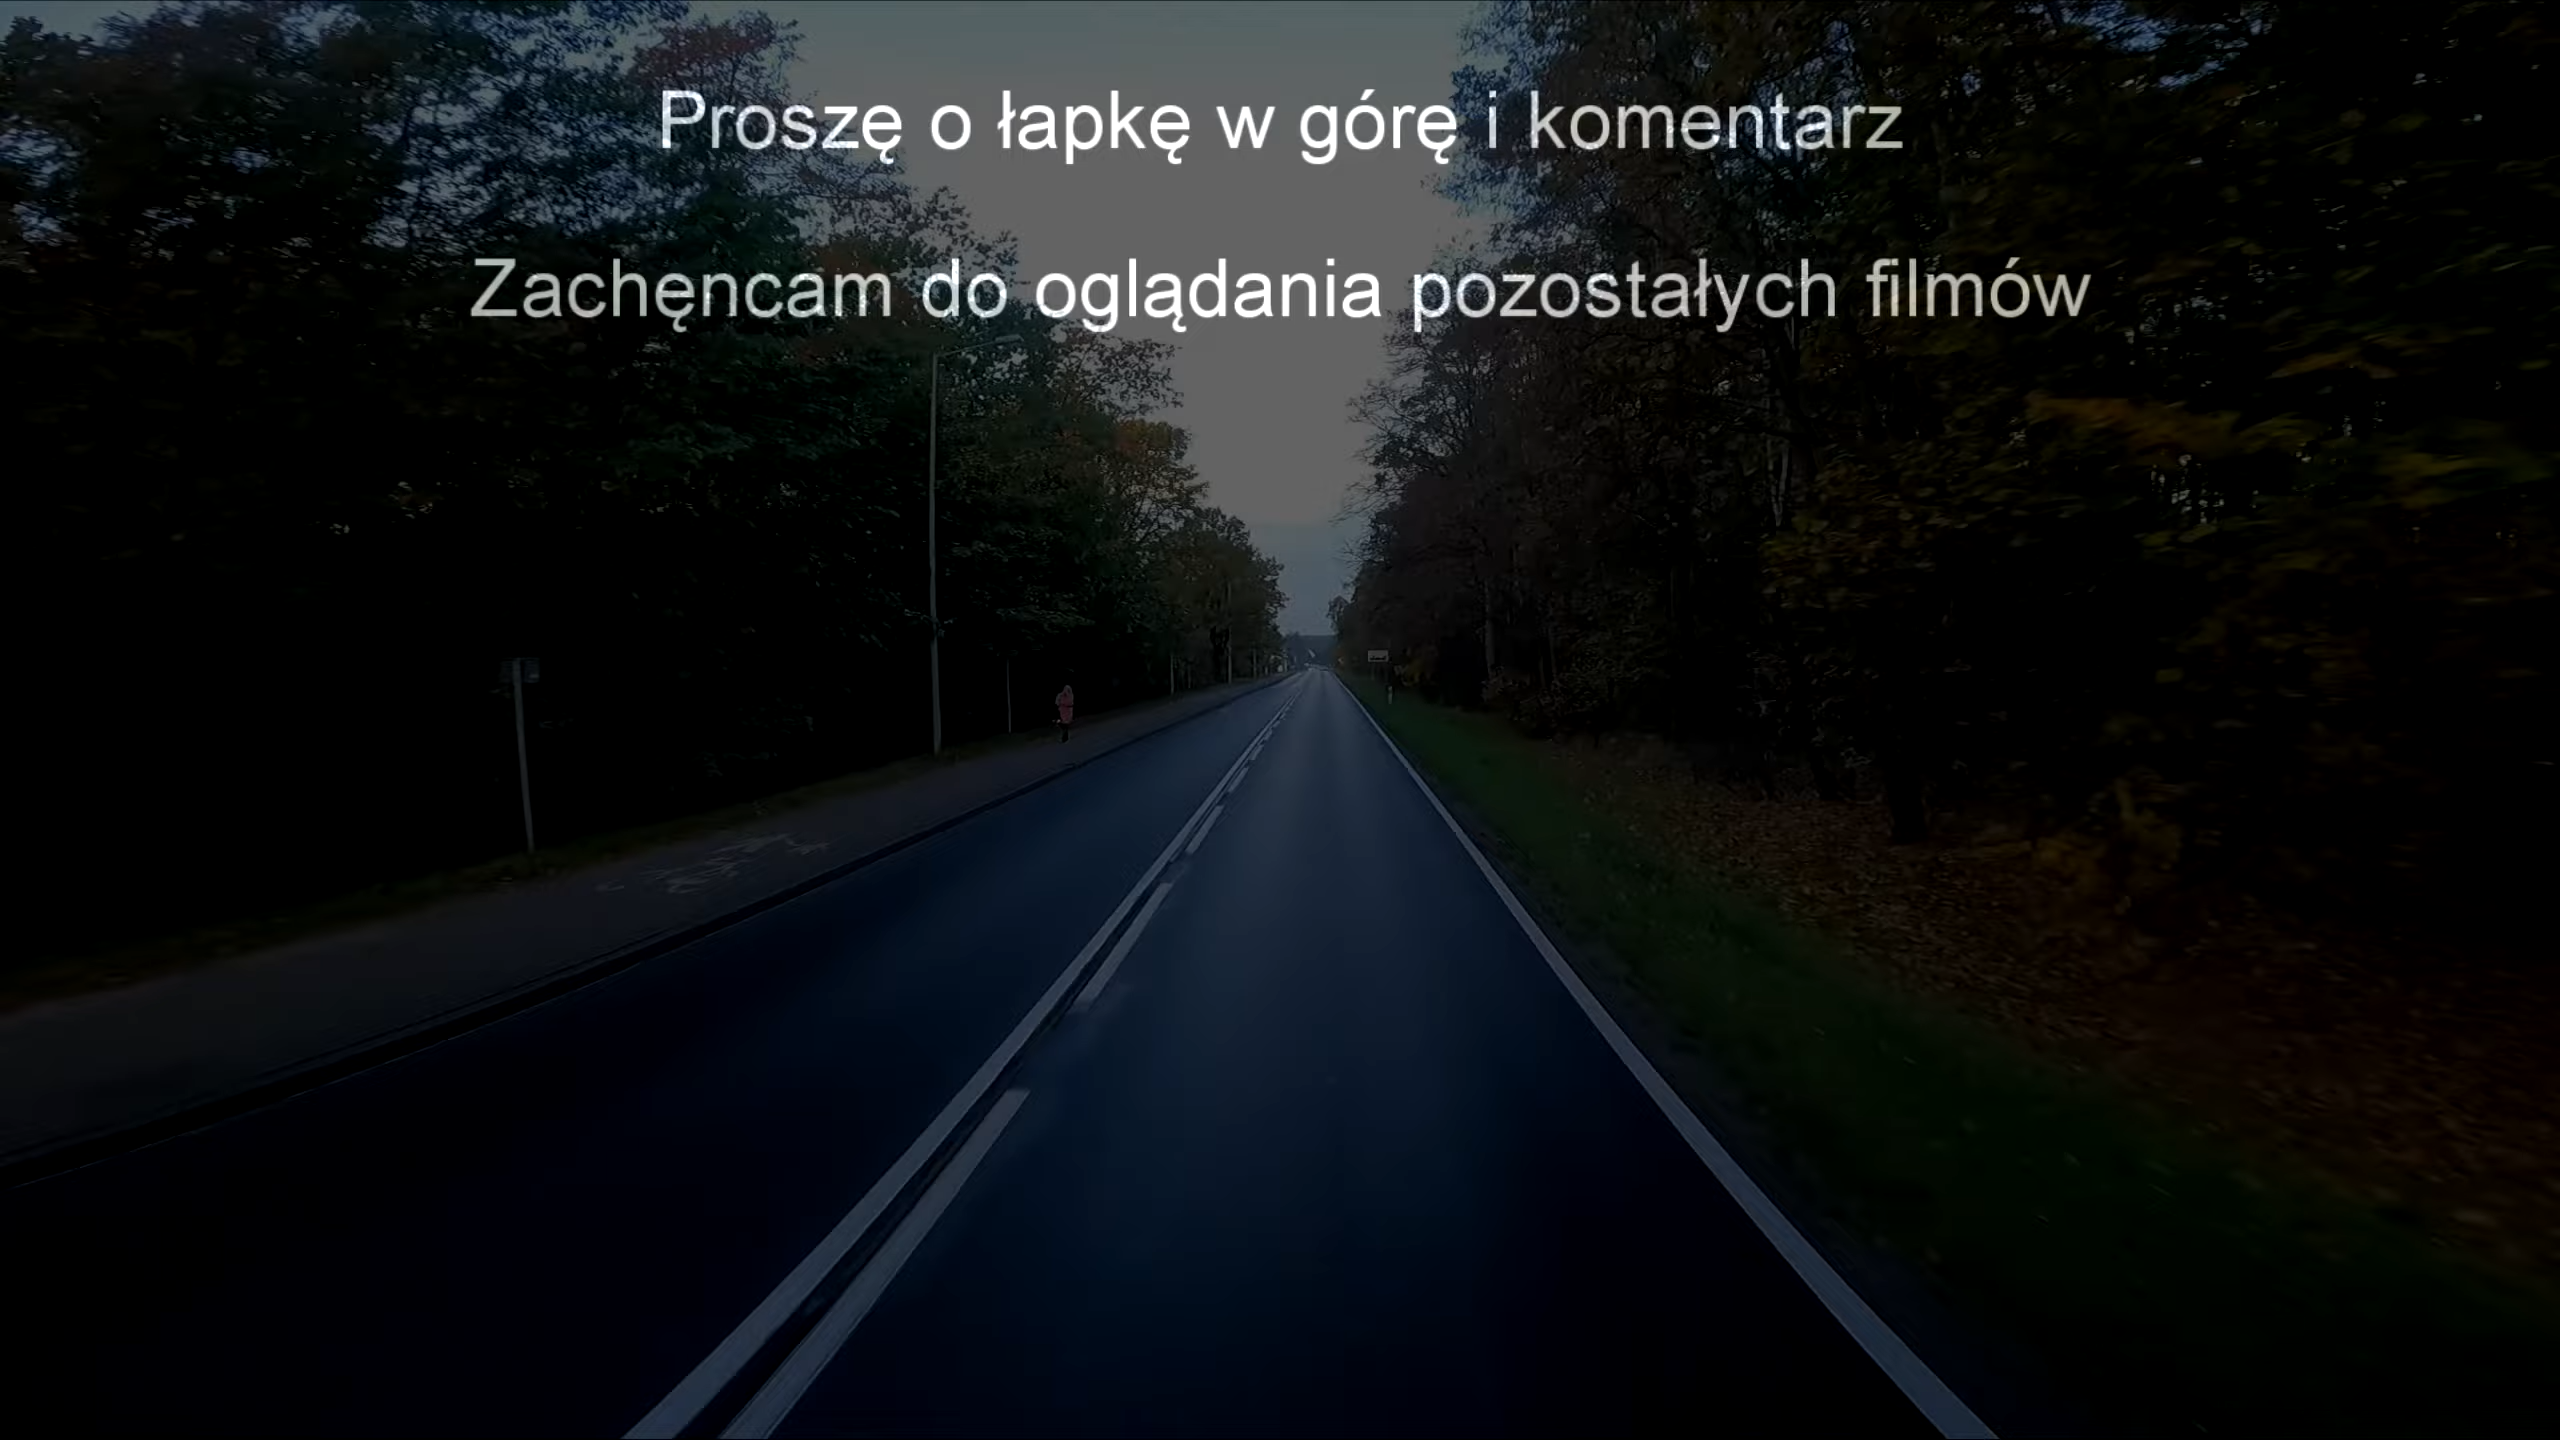 Proszę o łapkę w górę i komentarz
Zachęncam do oglądania pozostałych filmów